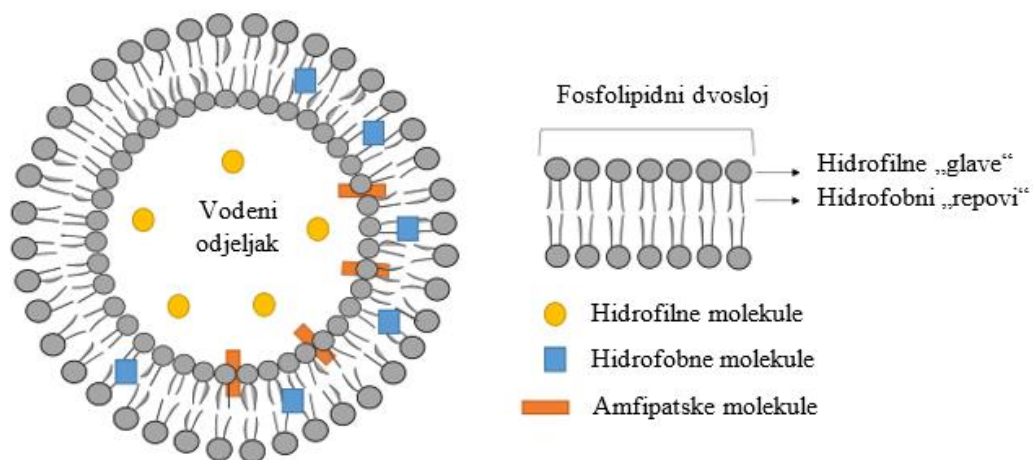 Vodeni
odjeljak
Fosfolipidni dvosloj
Hidrofilne „glave“
Hidrofobni „repovi“
Hidrofilne molekule
Hidrofobne molekule
Amfipatske molekule